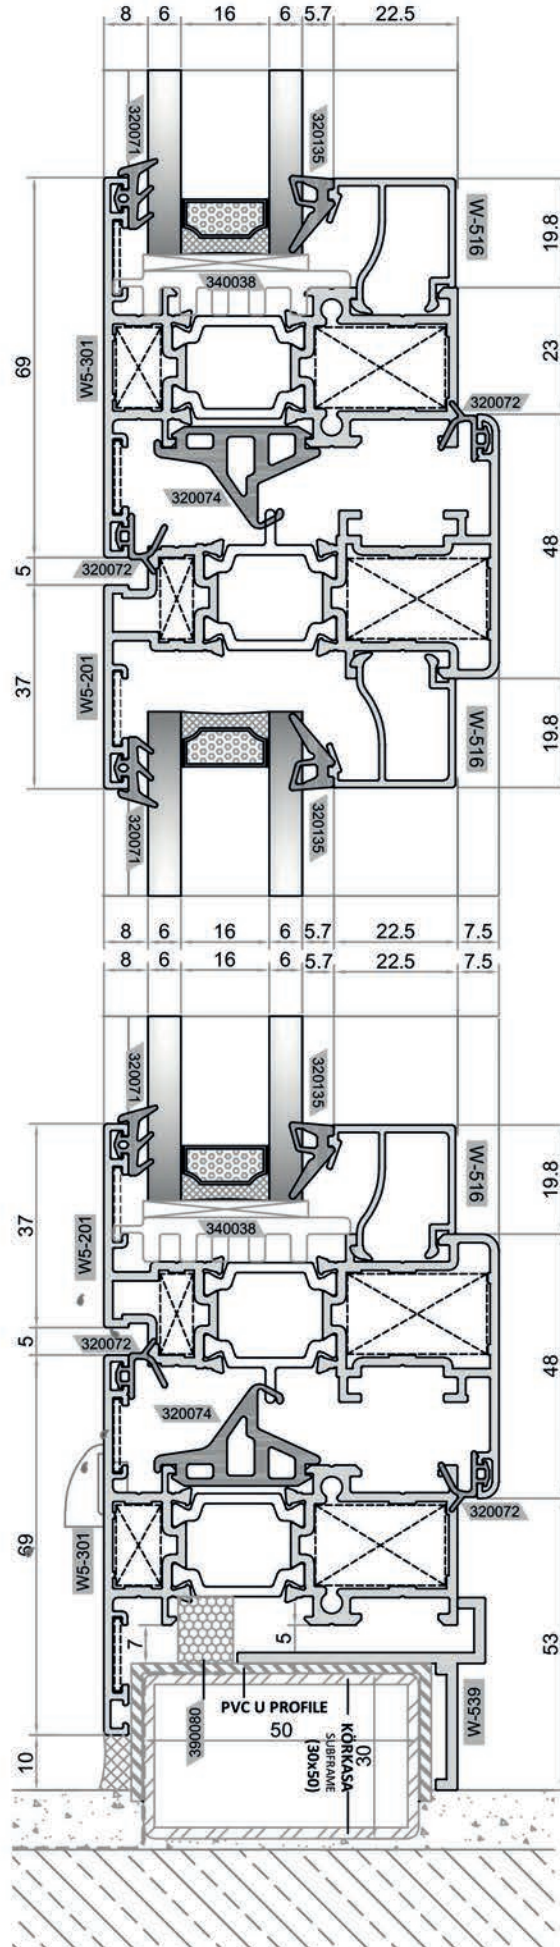 8 6 16 6 5.7 22.5
320071
320135
W-516
19.8
340038
69
W5-301
23
320072
320074
48
320072
5
W5-201
37
W-516
19.8
320071
320135
8 6 16 6 5.7 22.5 7.5
8 6 16 6 5.7 22.5 7.5
320071
320135
W-516
19.8
37
W5-201
340038
5
320072
48
320074
69
W5-301
320072
7
5
53
PVC U PROFILE
390080
50
KÖRKASA
SUBFRAME
(30x50)
30
W-539
10